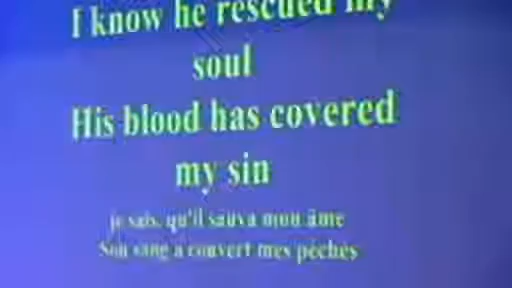 I know he rescued my
soul
His blood has covered
my sin
je sais, qu'il sauva mon âme
Son sang a couvert mes péchés